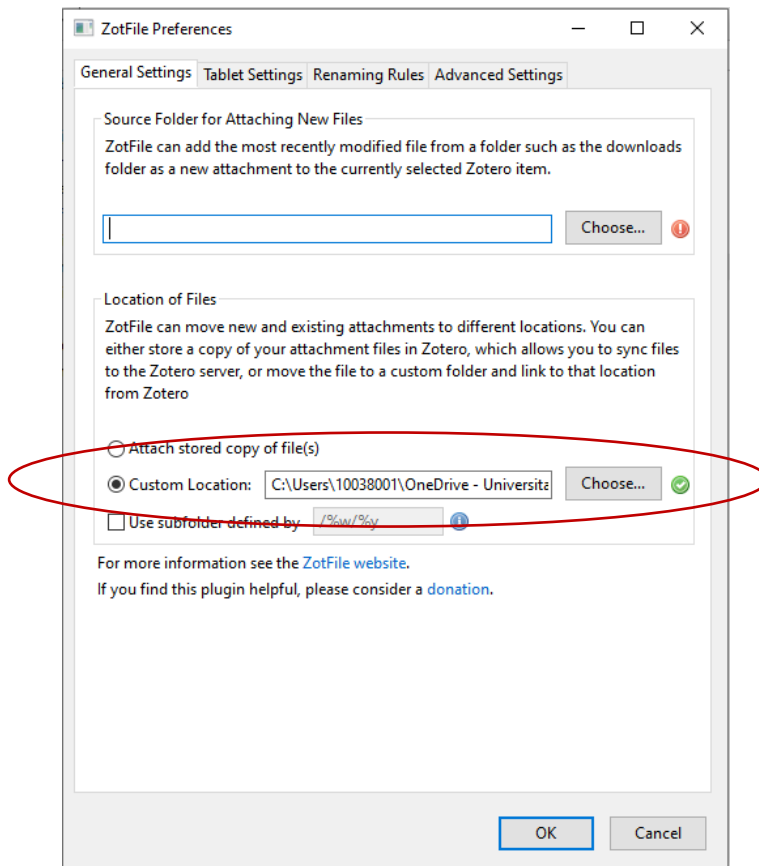 ZotFile Preferences
General Settings Tablet Settings Renaming Rules Advanced Settings
Source Folder for Attaching New Files
ZotFile can add the most recently modified file from a folder such as the downloads
folder as a new attachment to the currently selected Zotero item.
Choose...
Location of Files
ZotFile can move new and existing attachments to different locations. You can
either store a copy of your attachment files in Zotero, which allows you to sync files
to the Zotero server, or move the file to a custom folder and link to that location
from Zotero
Attach stored copy of file(s)
Custom Location: C:\Users\10038001\OneDrive - Universita Choose...
Use subfolder defined by /%w/%y
For more information see the ZotFile website.
If you find this plugin helpful, please consider a donation.
OK Cancel